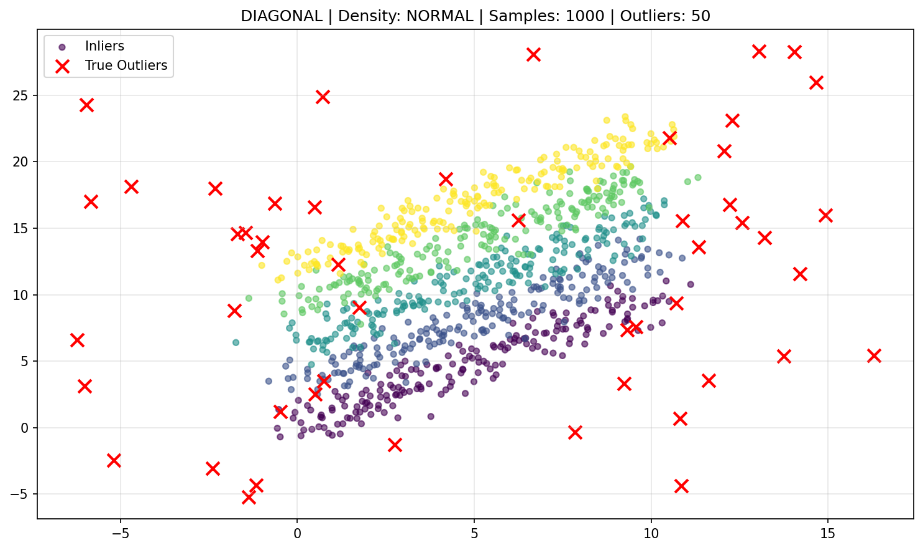 DIAGONAL | Density: NORMAL | Samples: 1000 | Outliers: 50
Inliers
True Outliers
25
20
15
10
5
0
−5
−5 0 5 10 15